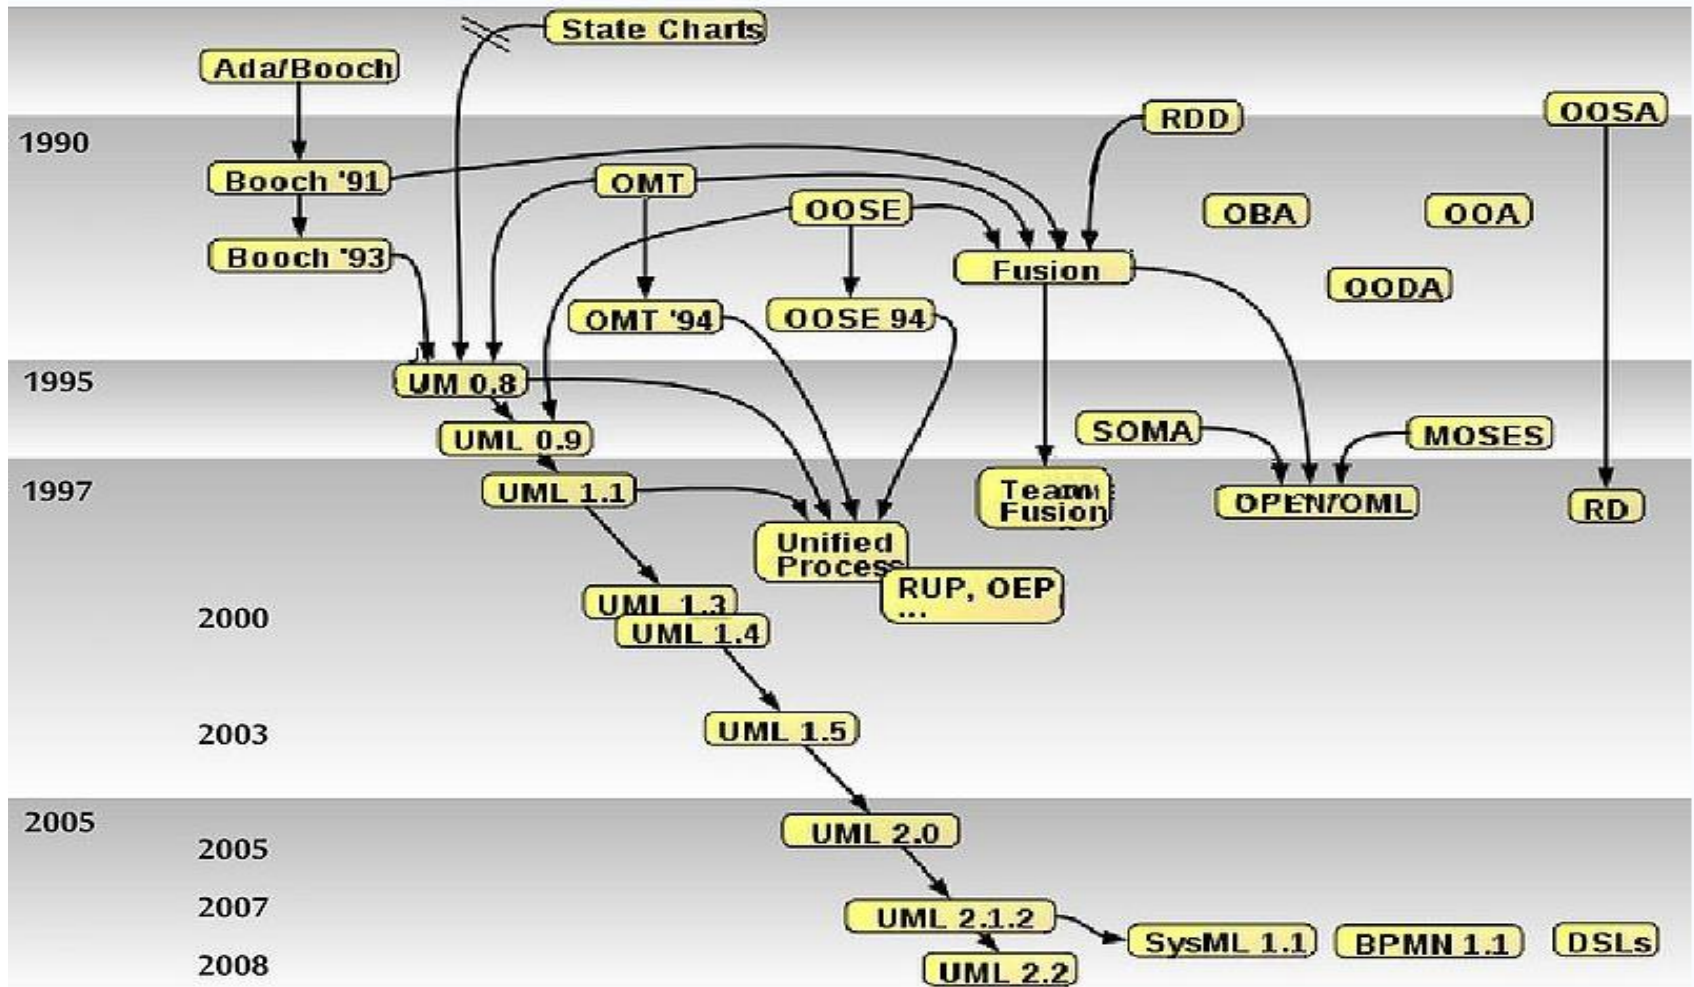 State Charts
Ada/Booch
RDD
OOSA
1990
Booch '91
OMT
OOSE
OBA
OOA
Booch '93
Fusion
OODA
OMT '94
OOSE 94
1995
UM 0.8
UML 0.9
SOMA
MOSES
1997
UML 1.1
Team
Fusion
OPEN/OML
RD
Unified
Process
RUP, OEP
...
UML 1.3
2000
UML 1.4
2003
UML 1.5
2005
UML 2.0
2005
2007
UML 2.1.2
SysML 1.1
BPMN 1.1
DSLs
2008
UML 2.2